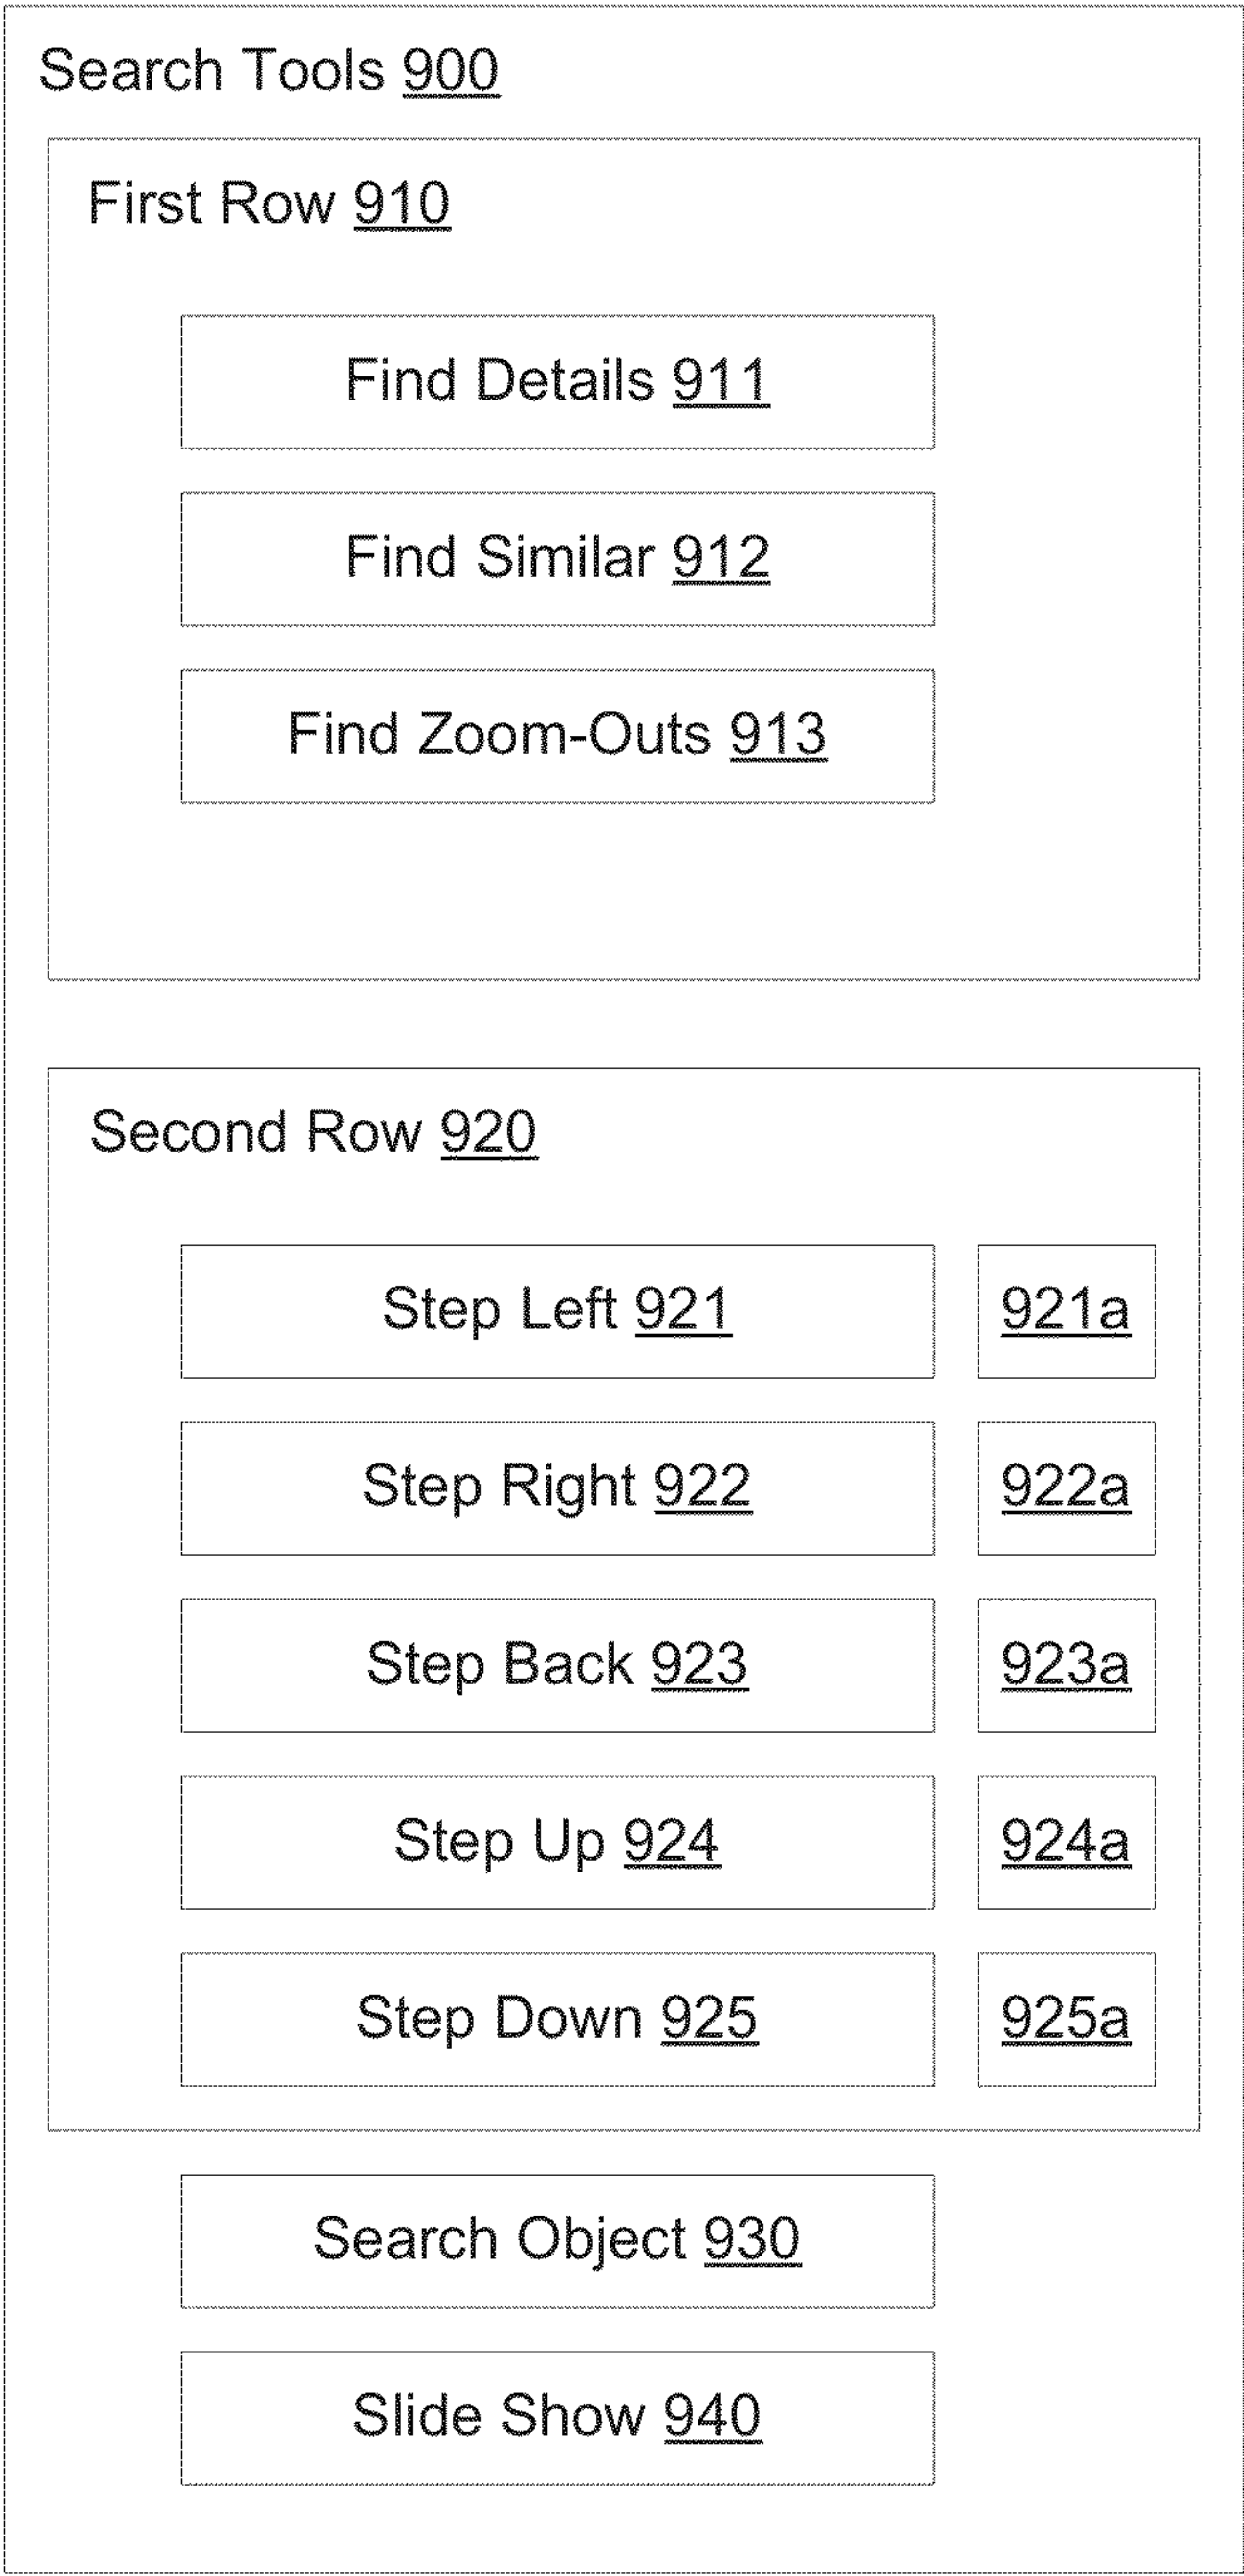 Search Tools 900
First Row 910
Find Details 911
Find Similar 912
Find Zoom-Outs 913
Second Row 920
Step Left 921 921a
Step Right 922 922a
Step Back 923 923a
Step Up 924 924a
Step Down 925 925a
Search Object 930
Slide Show 940